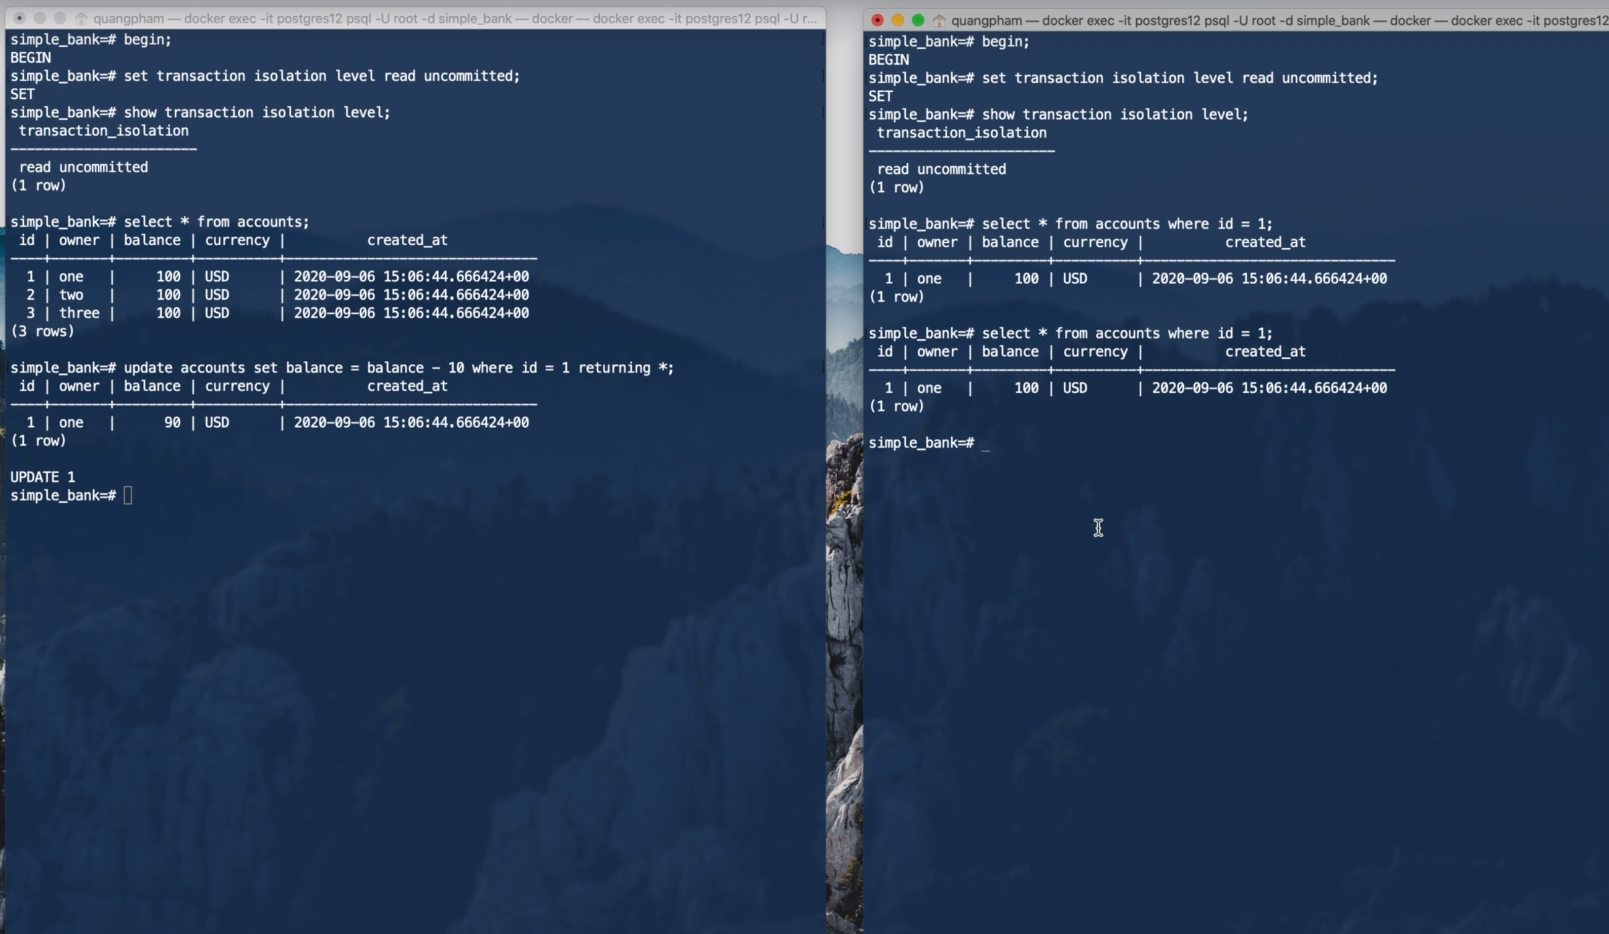 quangpham — docker exec -it postgres12 psql -U root -d simple_bank — docker — docker exec -it postgres12 psql -U r...
simple_bank=# begin;
BEGIN
simple_bank=# set transaction isolation level read uncommitted;
SET
simple_bank=# show transaction isolation level;
transaction_isolation
-----------------------
read uncommitted
(1 row)
simple_bank=# select * from accounts;
id | owner | balance | currency | created_at
----+-------+---------+----------+-------------------------------
1 | one | 100 | USD | 2020-09-06 15:06:44.666424+00
2 | two | 100 | USD | 2020-09-06 15:06:44.666424+00
3 | three | 100 | USD | 2020-09-06 15:06:44.666424+00
(3 rows)
simple_bank=# update accounts set balance = balance - 10 where id = 1 returning *;
id | owner | balance | currency | created_at
----+-------+---------+----------+-------------------------------
1 | one | 90 | USD | 2020-09-06 15:06:44.666424+00
(1 row)
UPDATE 1
simple_bank=#
quangpham — docker exec -it postgres12 psql -U root -d simple_bank — docker — docker exec -it postgres12
simple_bank=# begin;
BEGIN
simple_bank=# set transaction isolation level read uncommitted;
SET
simple_bank=# show transaction isolation level;
transaction_isolation
-----------------------
read uncommitted
(1 row)
simple_bank=# select * from accounts where id = 1;
id | owner | balance | currency | created_at
----+-------+---------+----------+-------------------------------
1 | one | 100 | USD | 2020-09-06 15:06:44.666424+00
(1 row)
simple_bank=# select * from accounts where id = 1;
id | owner | balance | currency | created_at
----+-------+---------+----------+-------------------------------
1 | one | 100 | USD | 2020-09-06 15:06:44.666424+00
(1 row)
simple_bank=# _